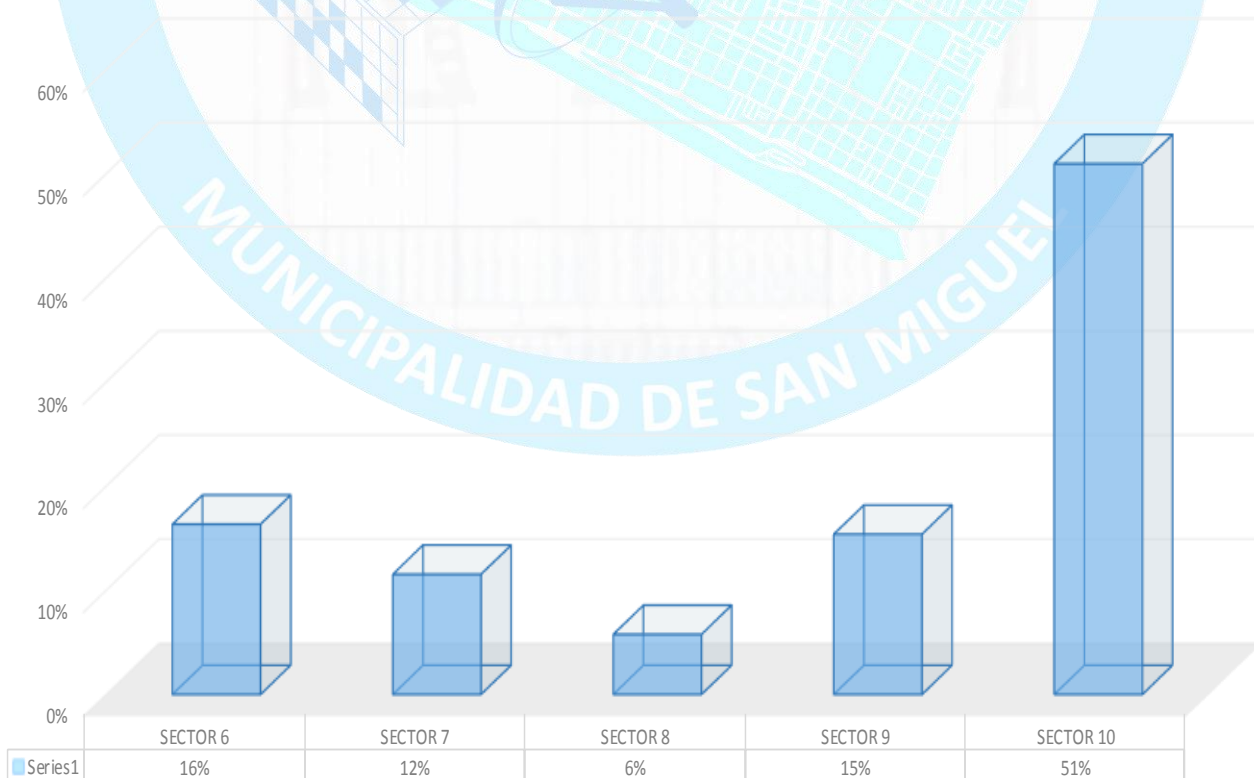 60%
50%
40%
30%
20%
10%
0%
MUNICIPALIDAD DE SAN MIGUEL
SECTOR 6 SECTOR 7 SECTOR 8 SECTOR 9 SECTOR 10
Series1 16% 12% 6% 15% 51%